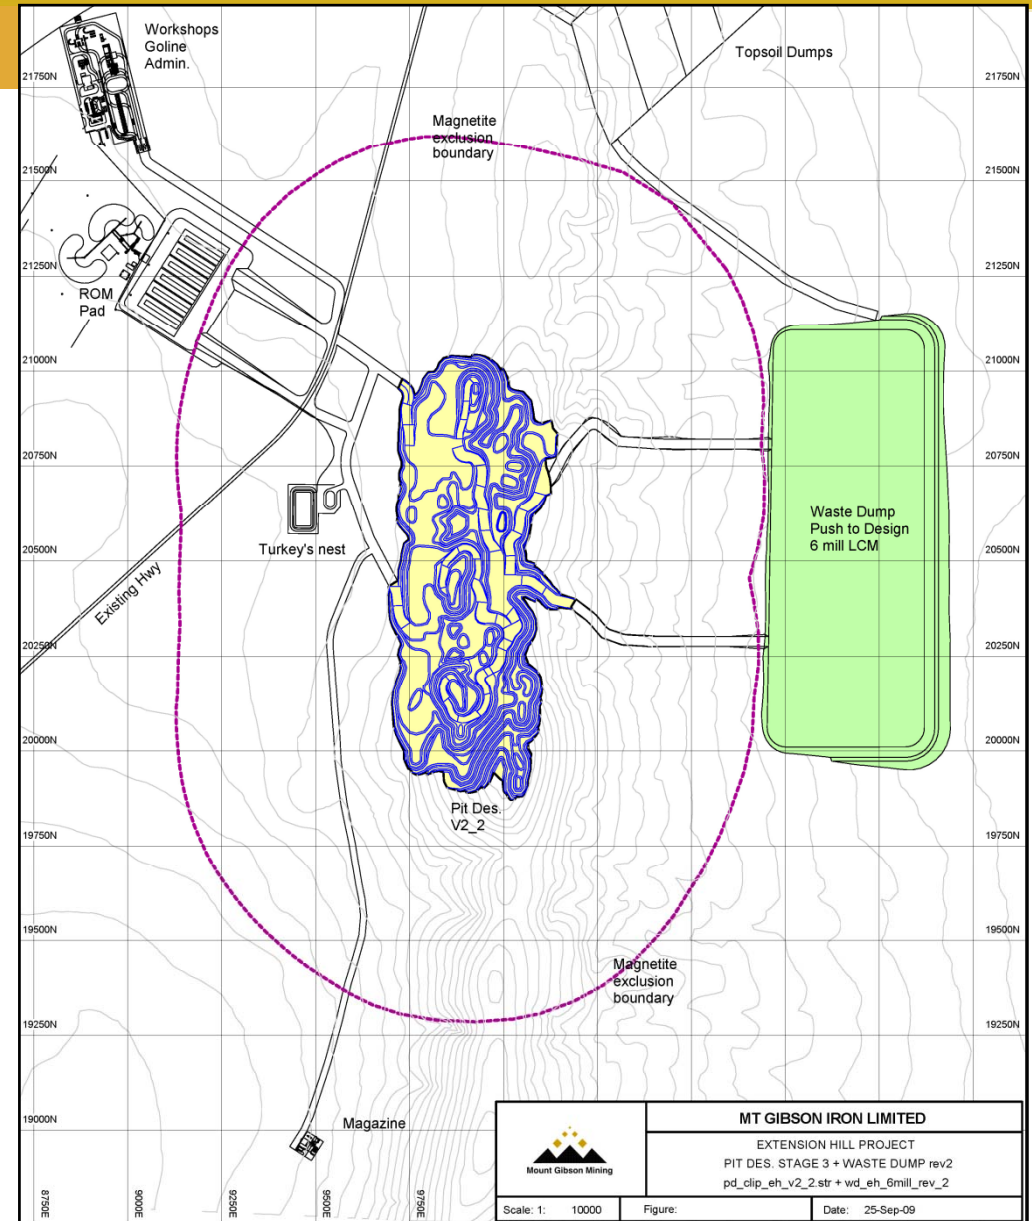 Workshops
Goline
Admin.
Topsoil Dumps
21750N
21750N
Magnetite
exclusion
boundary
21500N
21500N
21250N
21250N
ROM
Pad
21000N
21000N
20750N
20750N
Waste Dump
Push to Design
6 mill LCM
Turkey's nest
20500N
20500N
Existing Hwy
20250N
20250N
20000N
20000N
Pit Des.
V2_2
19750N
19750N
19500N
19500N
Magnetite
exclusion
boundary
19250N
19250N
19000N
Magazine
8750E
9000E
9250E
9500E
9750E
Mount Gibson Mining
MT GIBSON IRON LIMITED
EXTENSION HILL PROJECT
PIT DES. STAGE 3 + WASTE DUMP rev2
pd_clip_eh_v2_2.str + wd_eh_6mill_rev_2
Scale: 1: 10000
Figure:
Date: 25-Sep-09